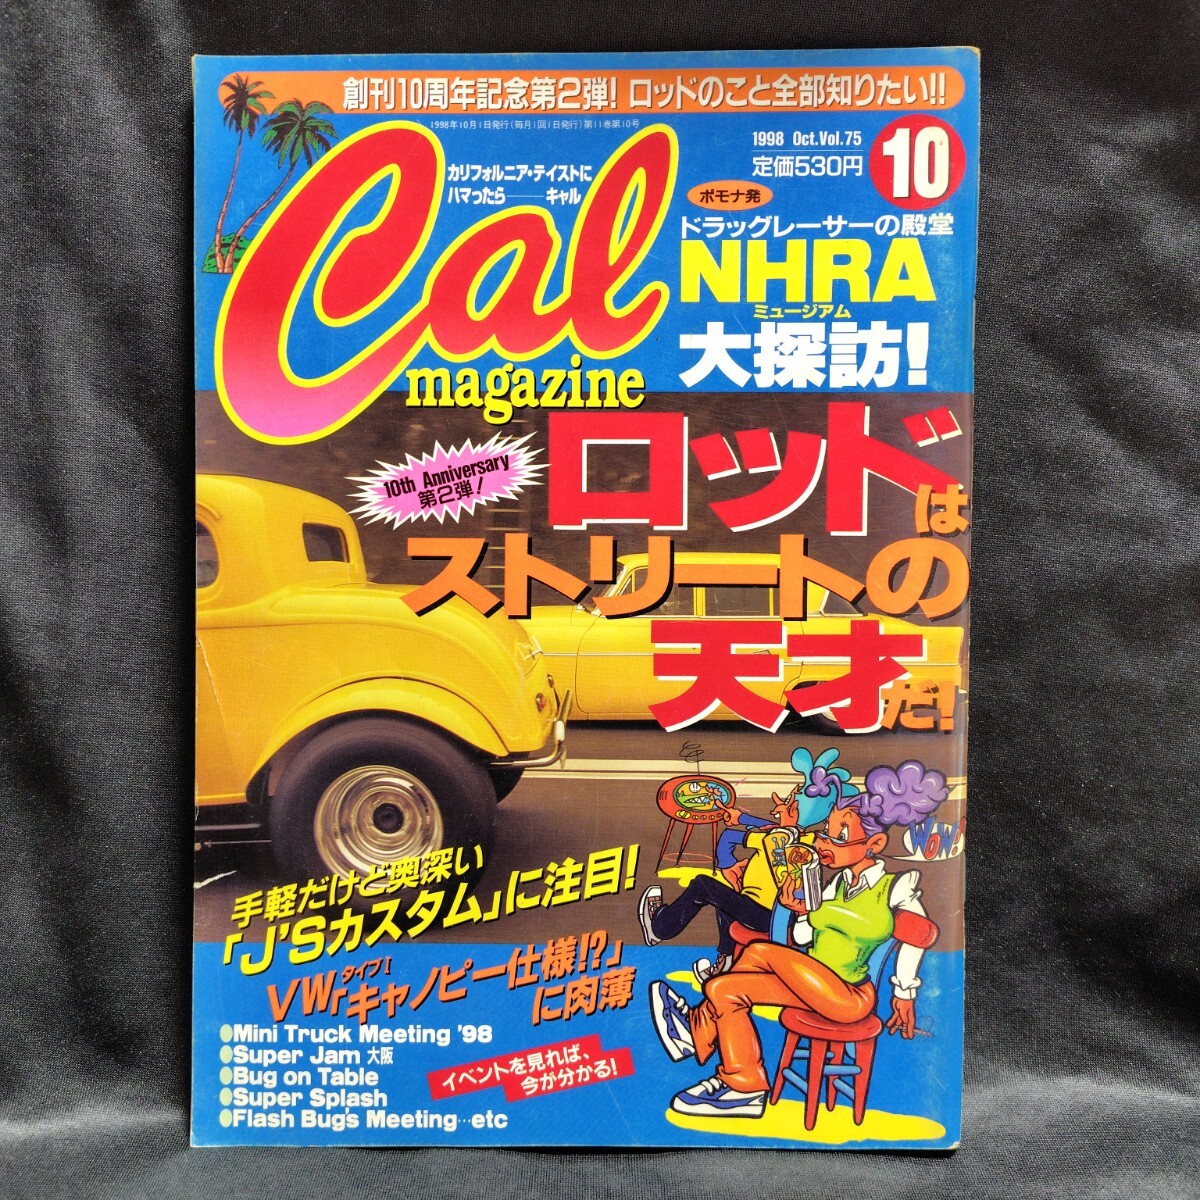 創刊10周年記念第2弾! ロッドのこと全部知りたい!!
1998年10月1日発行(毎月1回1日発行)第11巻第10号
1998 Oct.Vol.75
定価530円
10
カリフォルニア・テイストに
ハマったら——キャル
Cal
magazine
ポモナ発
ドラッグレーサーの殿堂
NHRA
ミュージアム
大探訪!
10th Anniversary
第2弾!
ロッドは
ストリートの
天才だ!
WOW!
手軽だけど奥深い
「J'Sカスタム」に注目!
タイプI
VW「キャノピー仕様!?」
に肉薄
●Mini Truck Meeting '98
●Super Jam 大阪
●Bug on Table
●Super Splash
●Flash Bug's Meeting…etc
イベントを見れば、
今が分かる!